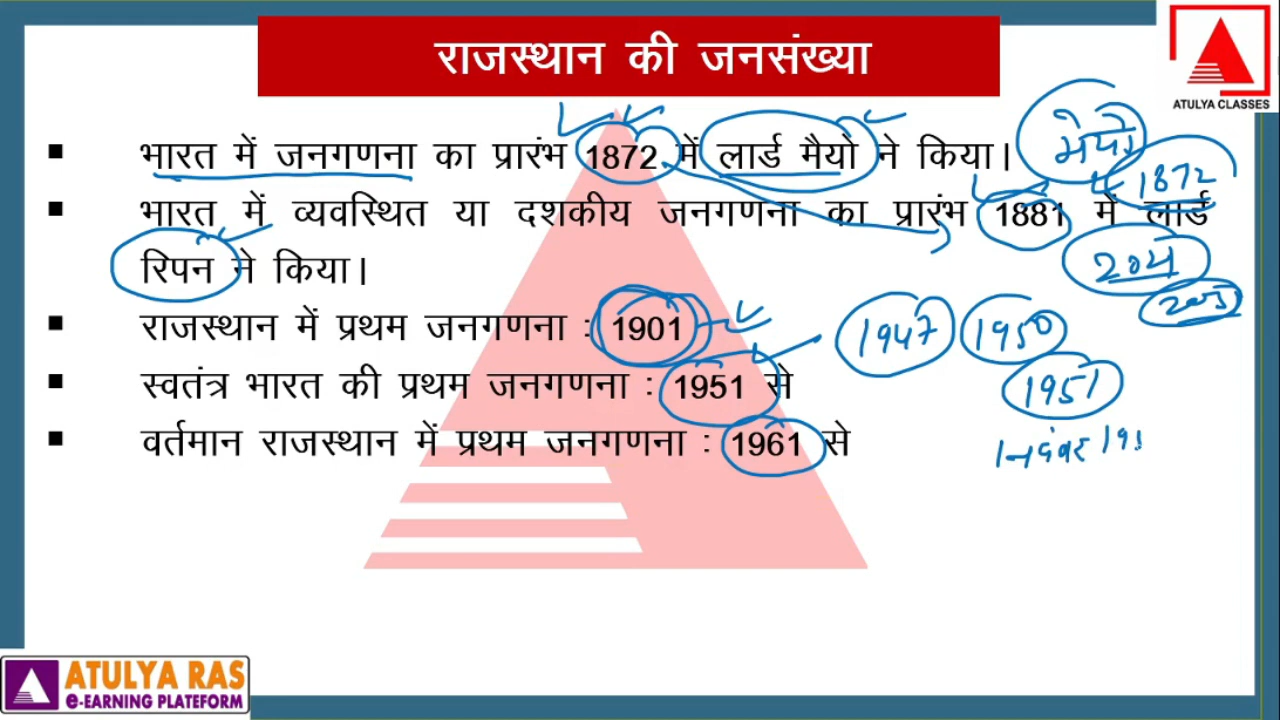 राजस्थान की जनसंख्या
ATULYA CLASSES
▪ भारत में जनगणना का प्रारंभ 1872 में लार्ड मैयो ने किया।
मेयो
1872
▪ भारत में व्यवस्थित या दशकीय जनगणना का प्रारंभ 1881 में लार्ड
रिपन ने किया।
▪ राजस्थान में प्रथम जनगणना : 1901
1947 1950
▪ स्वतंत्र भारत की प्रथम जनगणना : 1951 से
1951
▪ वर्तमान राजस्थान में प्रथम जनगणना : 1961 से
ATULYA RAS
e-EARNING PLATEFORM